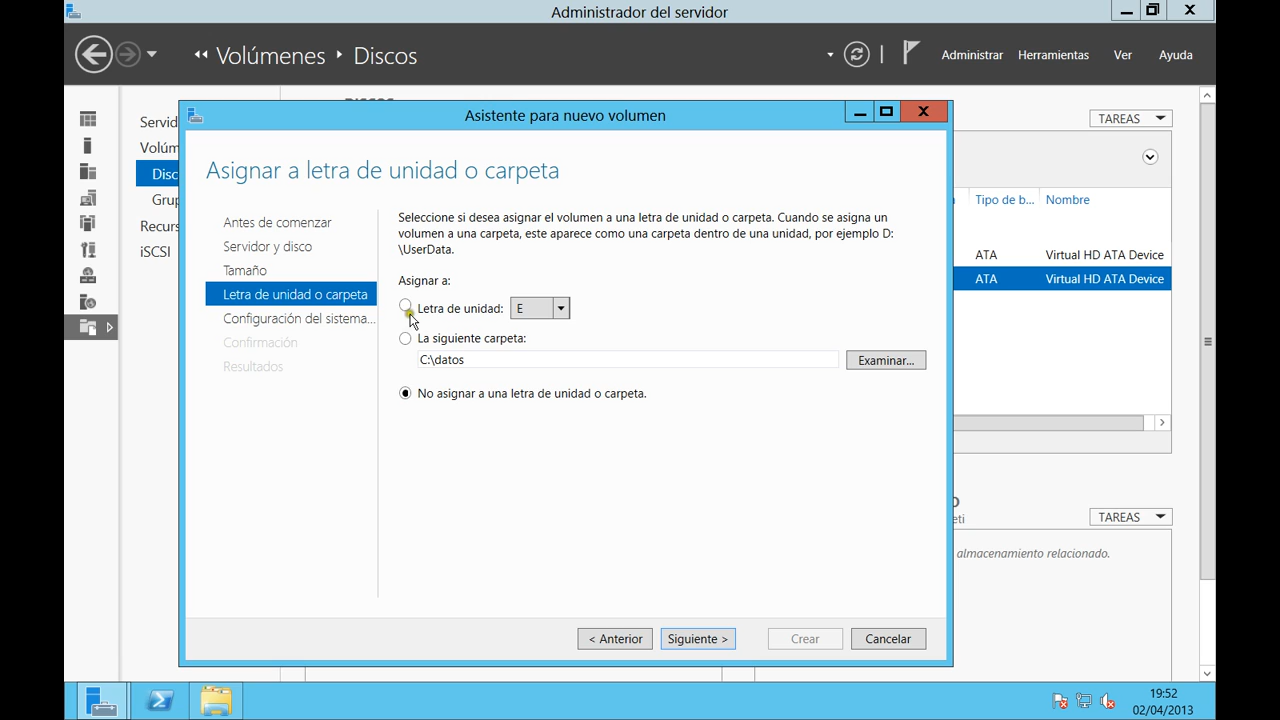 Administrador del servidor
Volúmenes
Discos
Administrar
Herramientas
Ver
Ayuda
TAREAS
Disc
iSCSI
Tipo de b...
Nombre
ATA
Virtual HD ATA Device
ATA
Virtual HD ATA Device
Asistente para nuevo volumen
Asignar a letra de unidad o carpeta
Antes de comenzar
Servidor y disco
Tamaño
Letra de unidad o carpeta
Configuración del sistema...
Confirmación
Resultados
Seleccione si desea asignar el volumen a una letra de unidad o carpeta. Cuando se asigna un
volumen a una carpeta, este aparece como una carpeta dentro de una unidad, por ejemplo D:
\UserData.
Asignar a:
Letra de unidad:
E
La siguiente carpeta:
C:\datos
Examinar...
No asignar a una letra de unidad o carpeta.
< Anterior
Siguiente >
Crear
Cancelar
TAREAS
almacenamiento relacionado.
19:52
02/04/2013